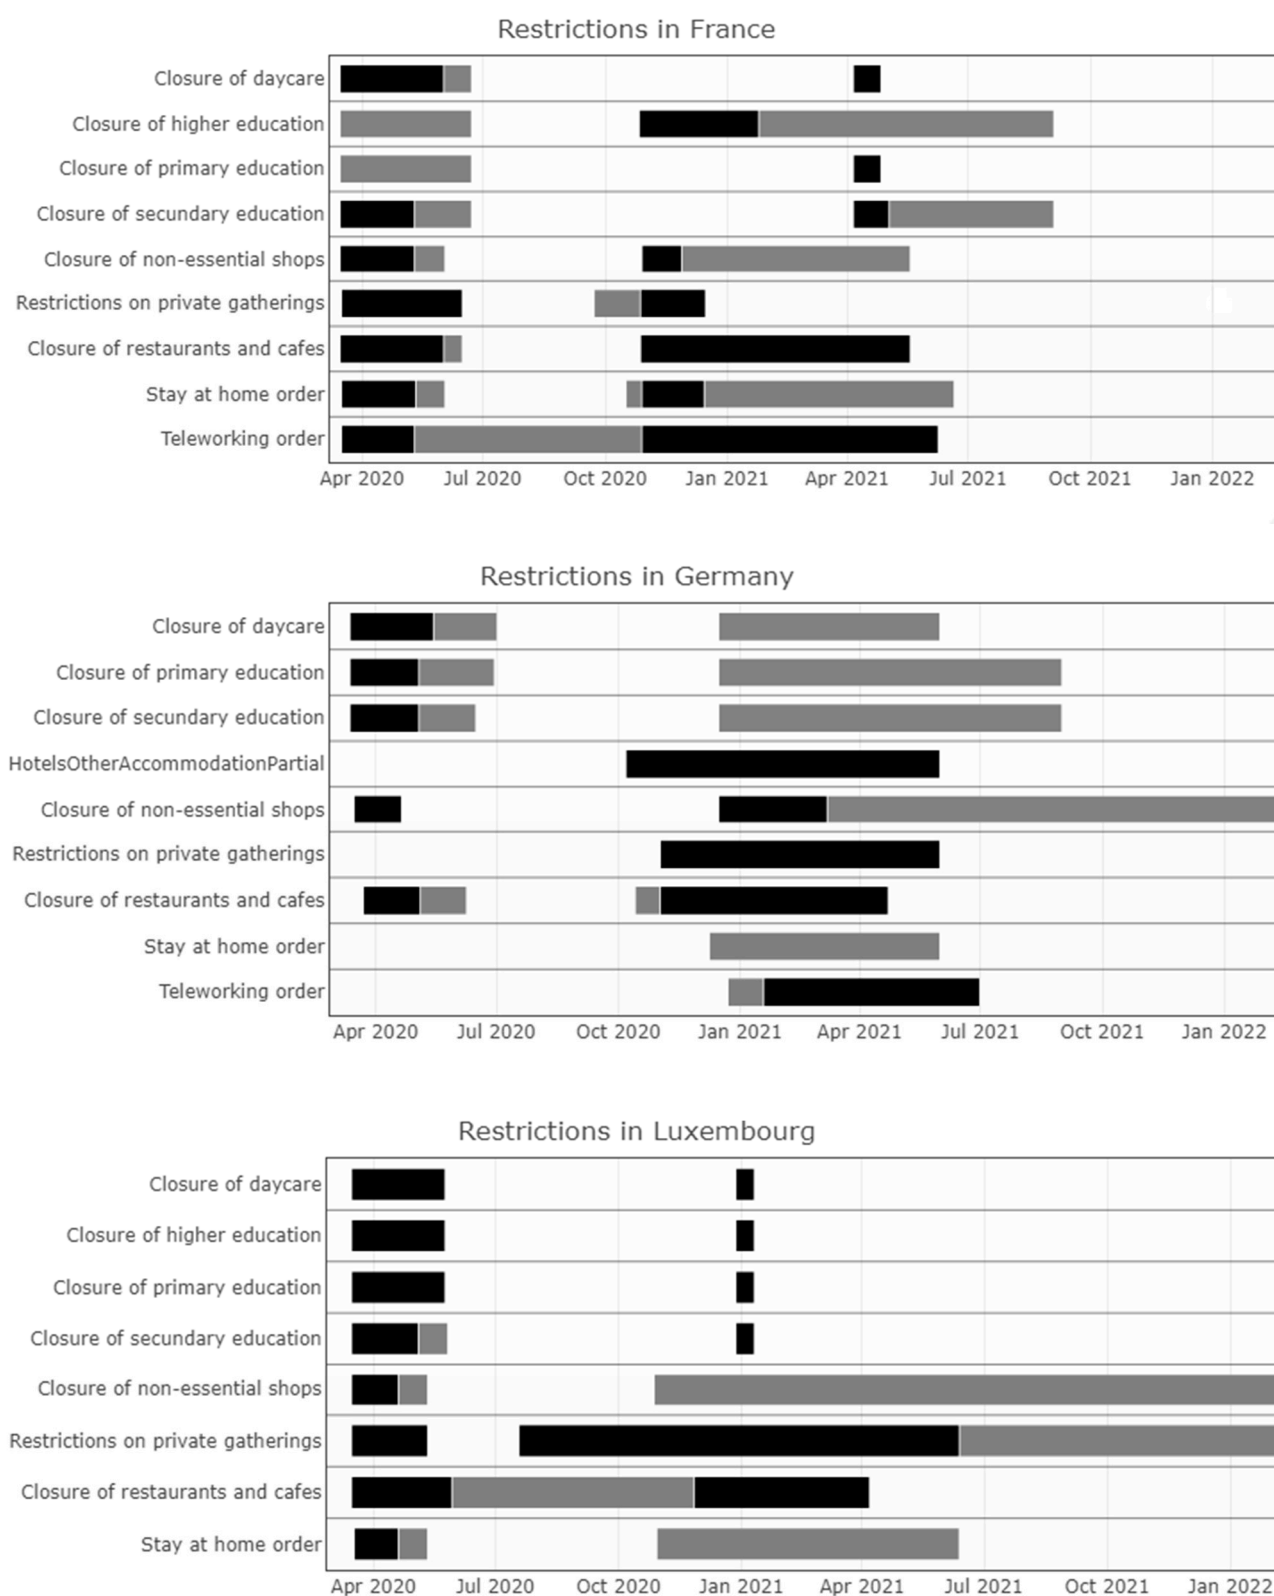 Restrictions in France
Closure of daycare
Closure of higher education
Closure of primary education
Closure of secundary education
Closure of non-essential shops
Restrictions on private gatherings
Closure of restaurants and cafes
Stay at home order
Teleworking order
Apr 2020 Jul 2020 Oct 2020 Jan 2021 Apr 2021 Jul 2021 Oct 2021 Jan 2022
Restrictions in Germany
Closure of daycare
Closure of primary education
Closure of secundary education
HotelsOtherAccommodationPartial
Closure of non-essential shops
Restrictions on private gatherings
Closure of restaurants and cafes
Stay at home order
Teleworking order
Apr 2020 Jul 2020 Oct 2020 Jan 2021 Apr 2021 Jul 2021 Oct 2021 Jan 2022
Restrictions in Luxembourg
Closure of daycare
Closure of higher education
Closure of primary education
Closure of secundary education
Closure of non-essential shops
Restrictions on private gatherings
Closure of restaurants and cafes
Stay at home order
Apr 2020 Jul 2020 Oct 2020 Jan 2021 Apr 2021 Jul 2021 Oct 2021 Jan 2022